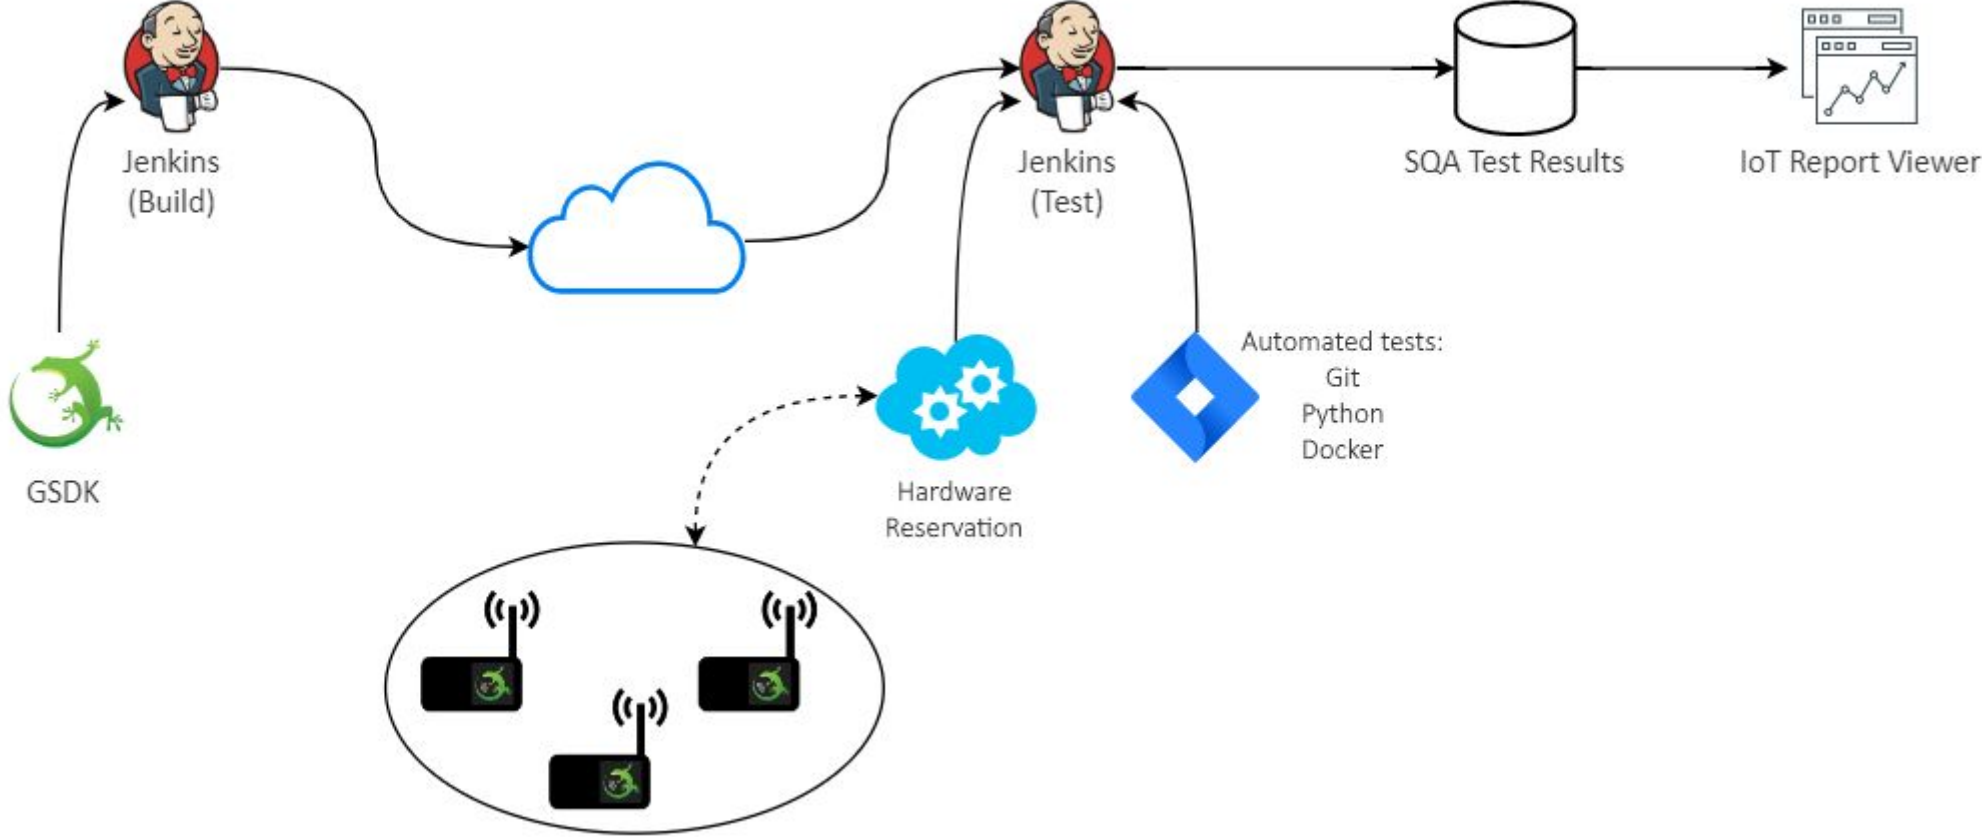 Jenkins
(Build)
Jenkins
(Test)
SQA Test Results
IoT Report Viewer
GSDK
Hardware
Reservation
Automated tests:
Git
Python
Docker